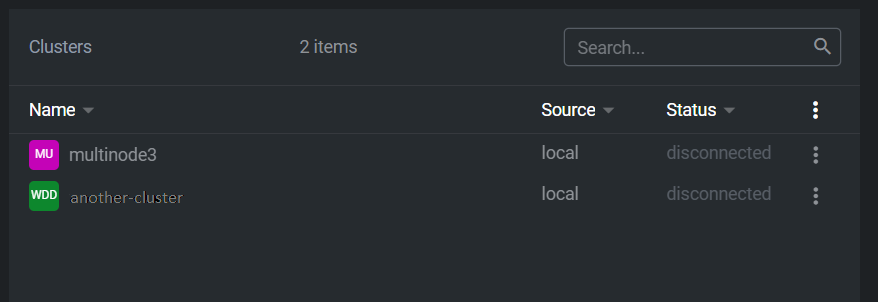 Clusters 2 items Search...
Name Source Status
MU multinode3 local disconnected
WDD another-cluster local disconnected